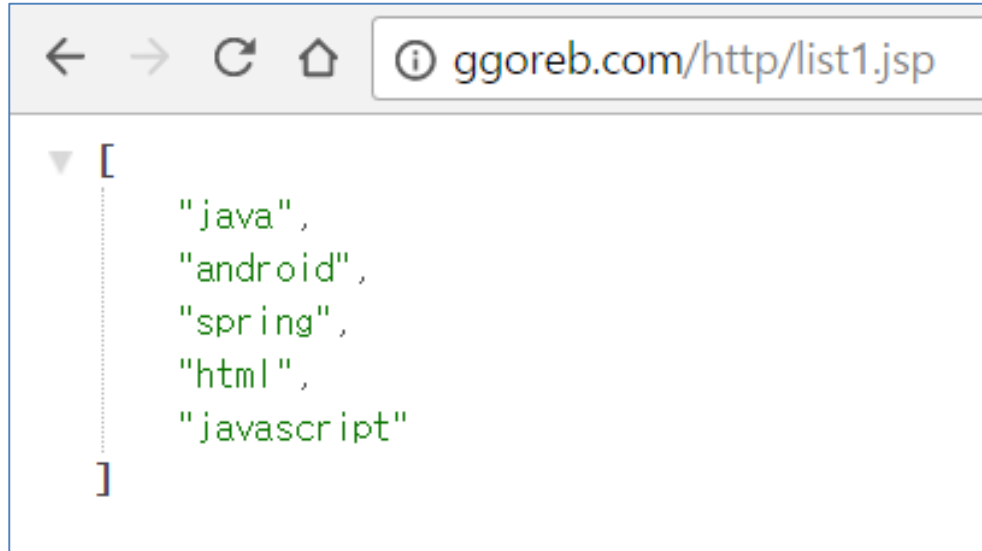 ggoreb.com/http/list1.jsp
[
"java",
"android",
"spring",
"html",
"javascript"
]